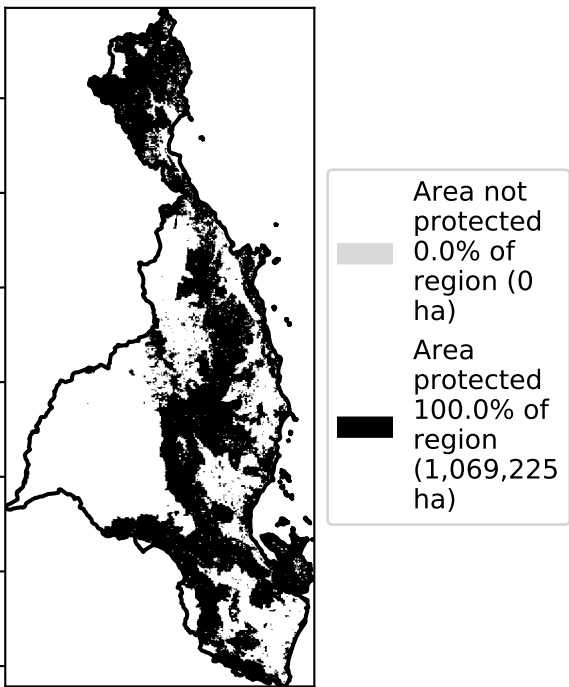 Area not
protected
0.0% of
region (0
ha)
Area
protected
100.0% of
region
(1,069,225
ha)